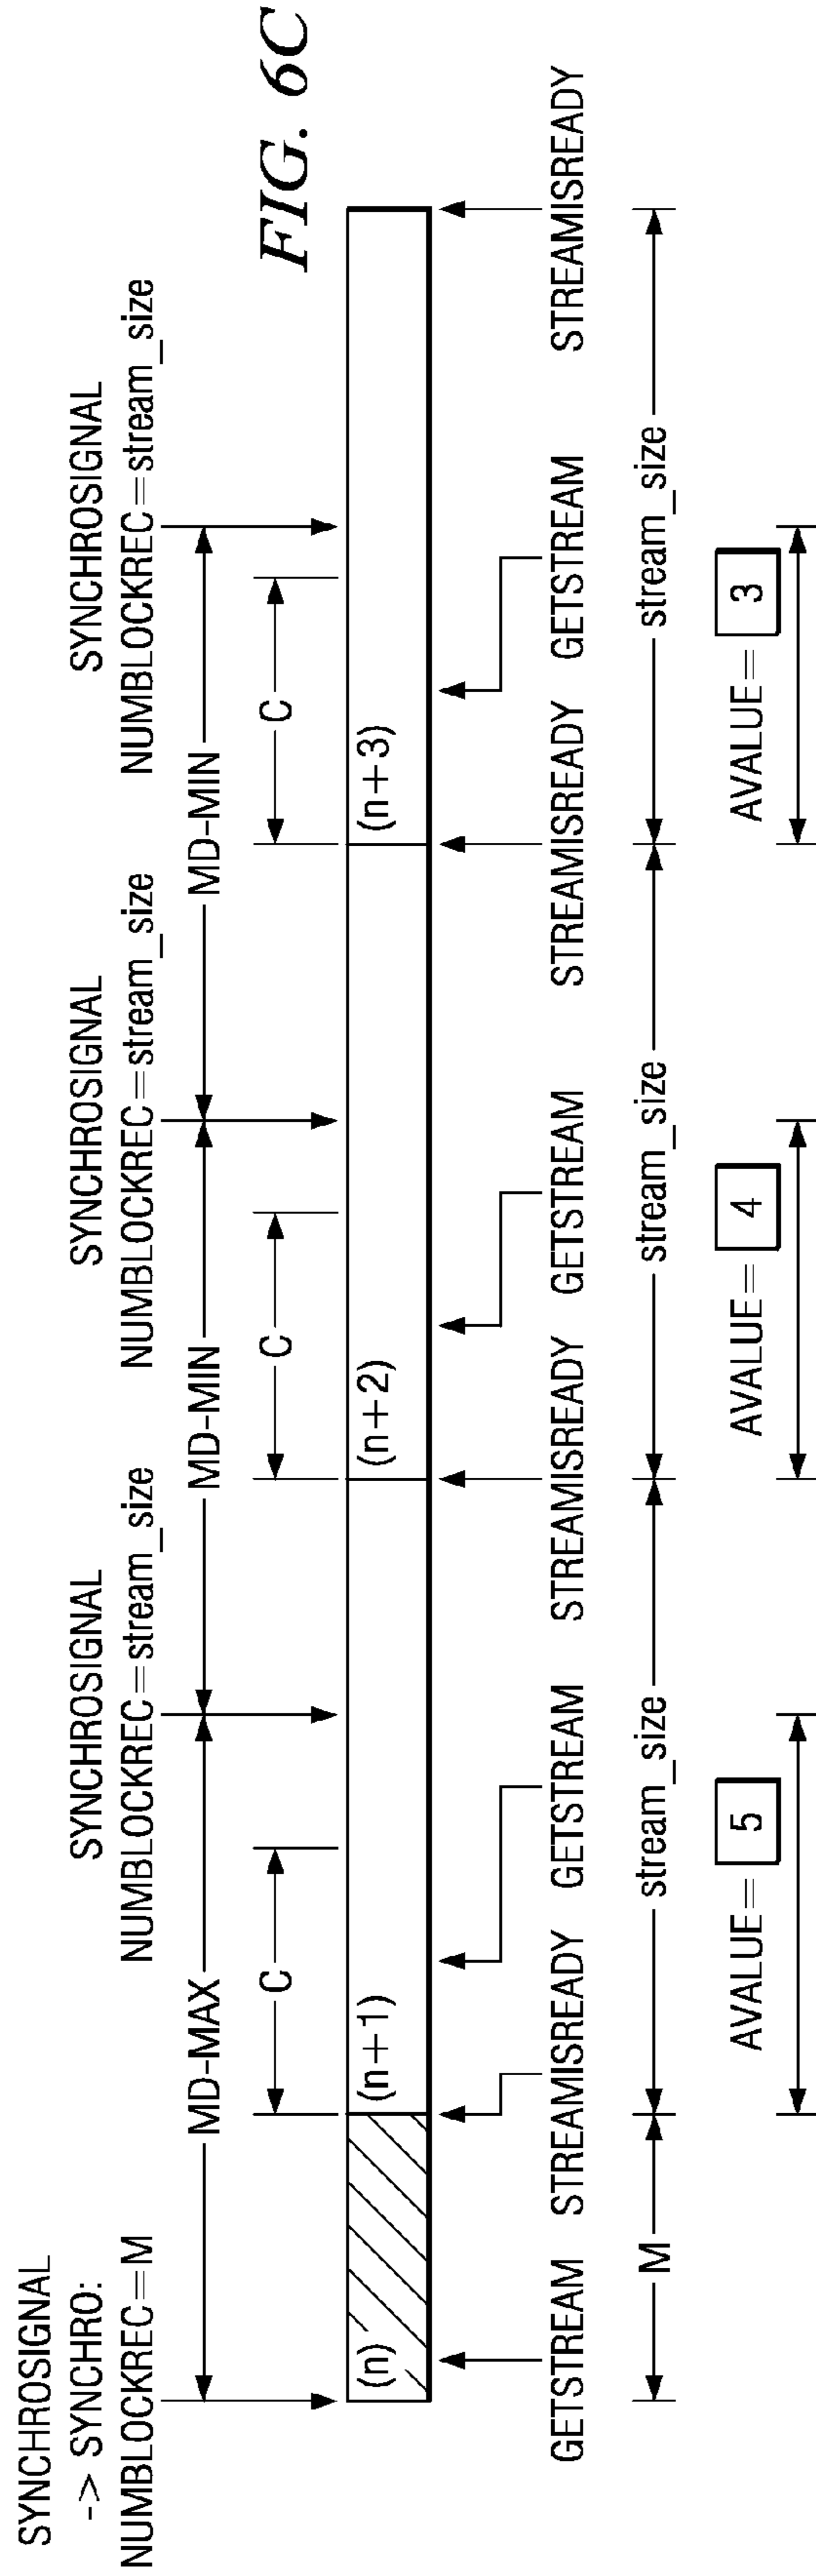 FIG. 6C
SYNCHROSIGNAL
-> SYNCHRO:
NUMBLOCKREC=M
SYNCHROSIGNAL
NUMBLOCKREC=stream_size
SYNCHROSIGNAL
NUMBLOCKREC=stream_size
SYNCHROSIGNAL
NUMBLOCKREC=stream_size
MD-MAX
MD-MIN
MD-MIN
C
C
C
(n)
(n+1)
(n+2)
(n+3)
GETSTREAM
STREAMISREADY
GETSTREAM
STREAMISREADY
GETSTREAM
STREAMISREADY
GETSTREAM
STREAMISREADY
M
stream_size
stream_size
stream_size
AVALUE= 5
AVALUE= 4
AVALUE= 3